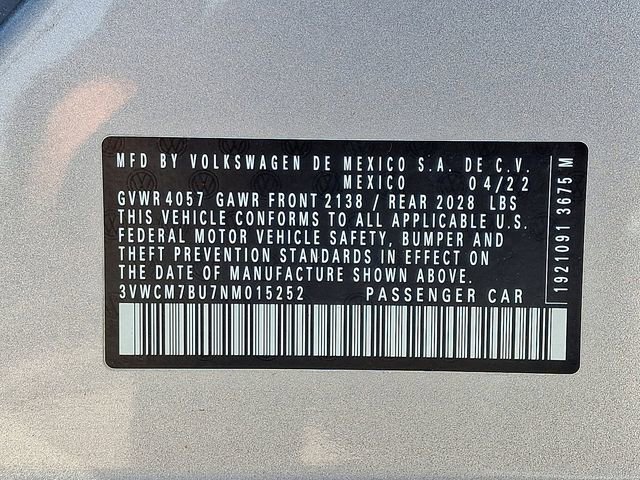 MFD BY VOLKSWAGEN DE MEXICO S.A. DE C.V.
MEXICO 04/22
GVWR 4057 GAWR FRONT 2138 / REAR 2028 LBS
THIS VEHICLE CONFORMS TO ALL APPLICABLE U.S.
FEDERAL MOTOR VEHICLE SAFETY, BUMPER AND
THEFT PREVENTION STANDARDS IN EFFECT ON
THE DATE OF MANUFACTURE SHOWN ABOVE.
3VWCM7BU7NM015252 PASSENGER CAR
1921091 3675 M